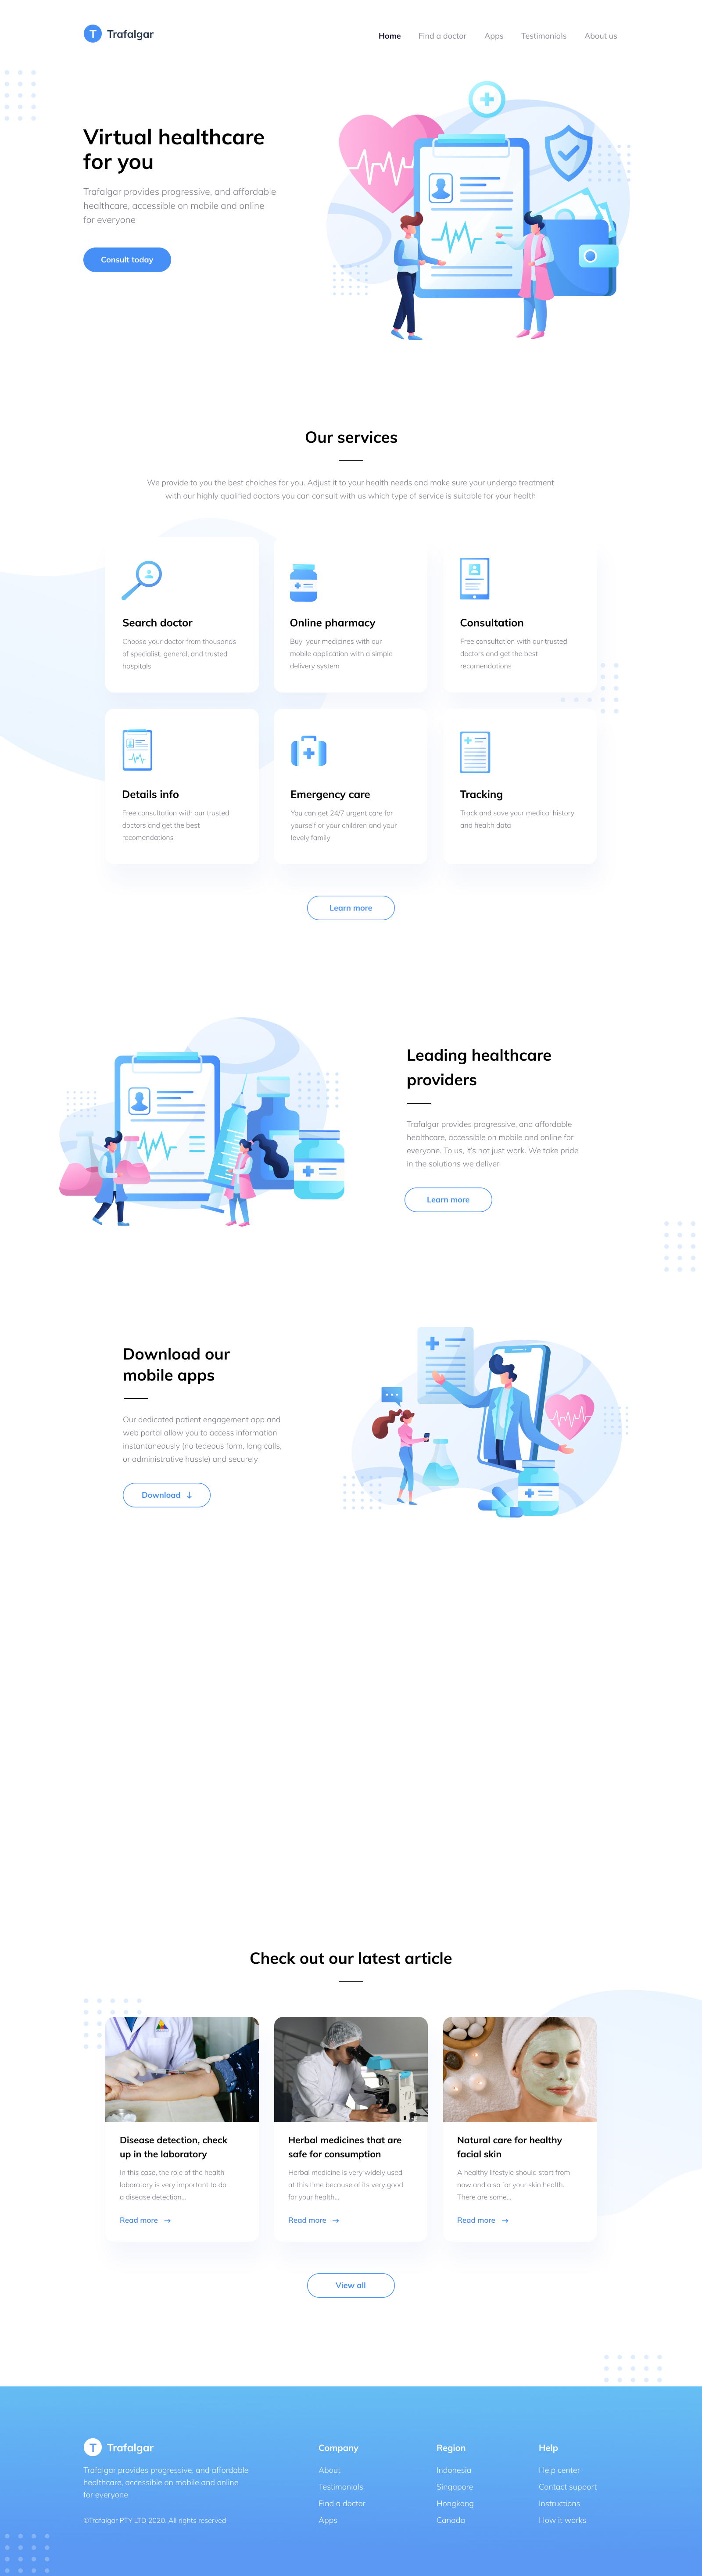 T Trafalgar
Home Find a doctor Apps Testimonials About us
Virtual healthcare
for you
Trafalgar provides progressive, and affordable
healthcare, accessible on mobile and online
for everyone
Consult today
Our services
We provide to you the best choiches for you. Adjust it to your health needs and make sure your undergo treatment
with our highly qualified doctors you can consult with us which type of service is suitable for your health
Search doctor
Choose your doctor from thousands
of specialist, general, and trusted
hospitals
Online pharmacy
Buy your medicines with our
mobile application with a simple
delivery system
Consultation
Free consultation with our trusted
doctors and get the best
recomendations
Details info
Free consultation with our trusted
doctors and get the best
recomendations
Emergency care
You can get 24/7 urgent care for
yourself or your children and your
lovely family
Tracking
Track and save your medical history
and health data
Learn more
Leading healthcare
providers
Trafalgar provides progressive, and affordable
healthcare, accessible on mobile and online for
everyone. To us, it's not just work. We take pride
in the solutions we deliver
Learn more
Download our
mobile apps
Our dedicated patient engagement app and
web portal allow you to access information
instantaneously (no tedeous form, long calls,
or administrative hassle) and securely
Download ↓
Check out our latest article
Disease detection, check
up in the laboratory
In this case, the role of the health
laboratory is very important to do
a disease detection...
Read more →
Herbal medicines that are
safe for consumption
Herbal medicine is very widely used
at this time because of its very good
for your health...
Read more →
Natural care for healthy
facial skin
A healthy lifestyle should start from
now and also for your skin health.
There are some...
Read more →
View all
T Trafalgar
Trafalgar provides progressive, and affordable
healthcare, accessible on mobile and online
for everyone
©Trafalgar PTY LTD 2020. All rights reserved
Company
About
Testimonials
Find a doctor
Apps
Region
Indonesia
Singapore
Hongkong
Canada
Help
Help center
Contact support
Instructions
How it works